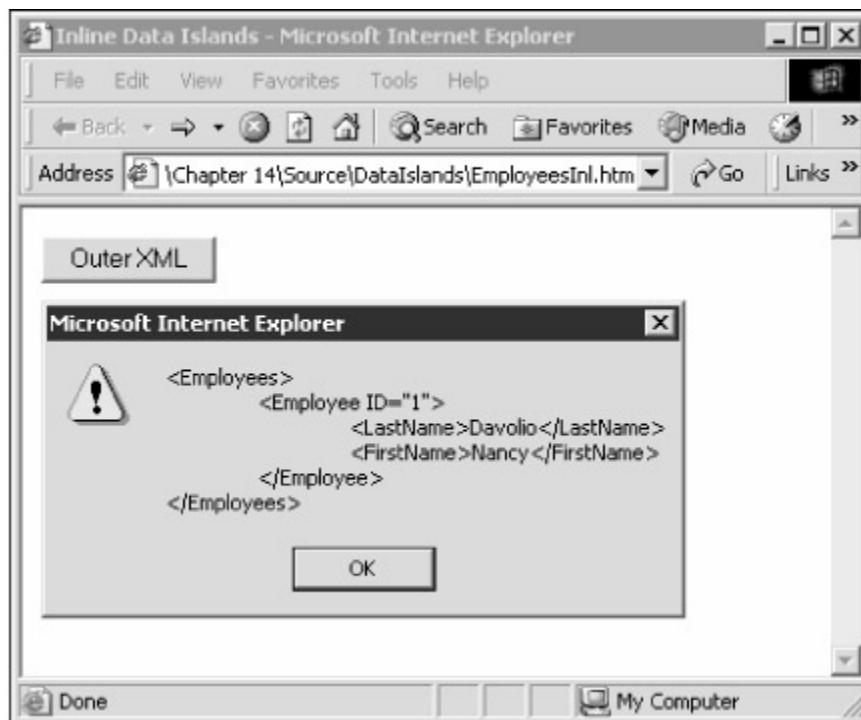 Inline Data Islands - Microsoft Internet Explorer
File Edit View Favorites Tools Help
Back Search Favorites Media »
Address \Chapter 14\Source\DataIslands\EmployeesInl.htm Go Links »
Outer XML
Microsoft Internet Explorer
<Employees>
<Employee ID="1">
<LastName>Davolio</LastName>
<FirstName>Nancy</FirstName>
</Employee>
</Employees>
OK
Done My Computer